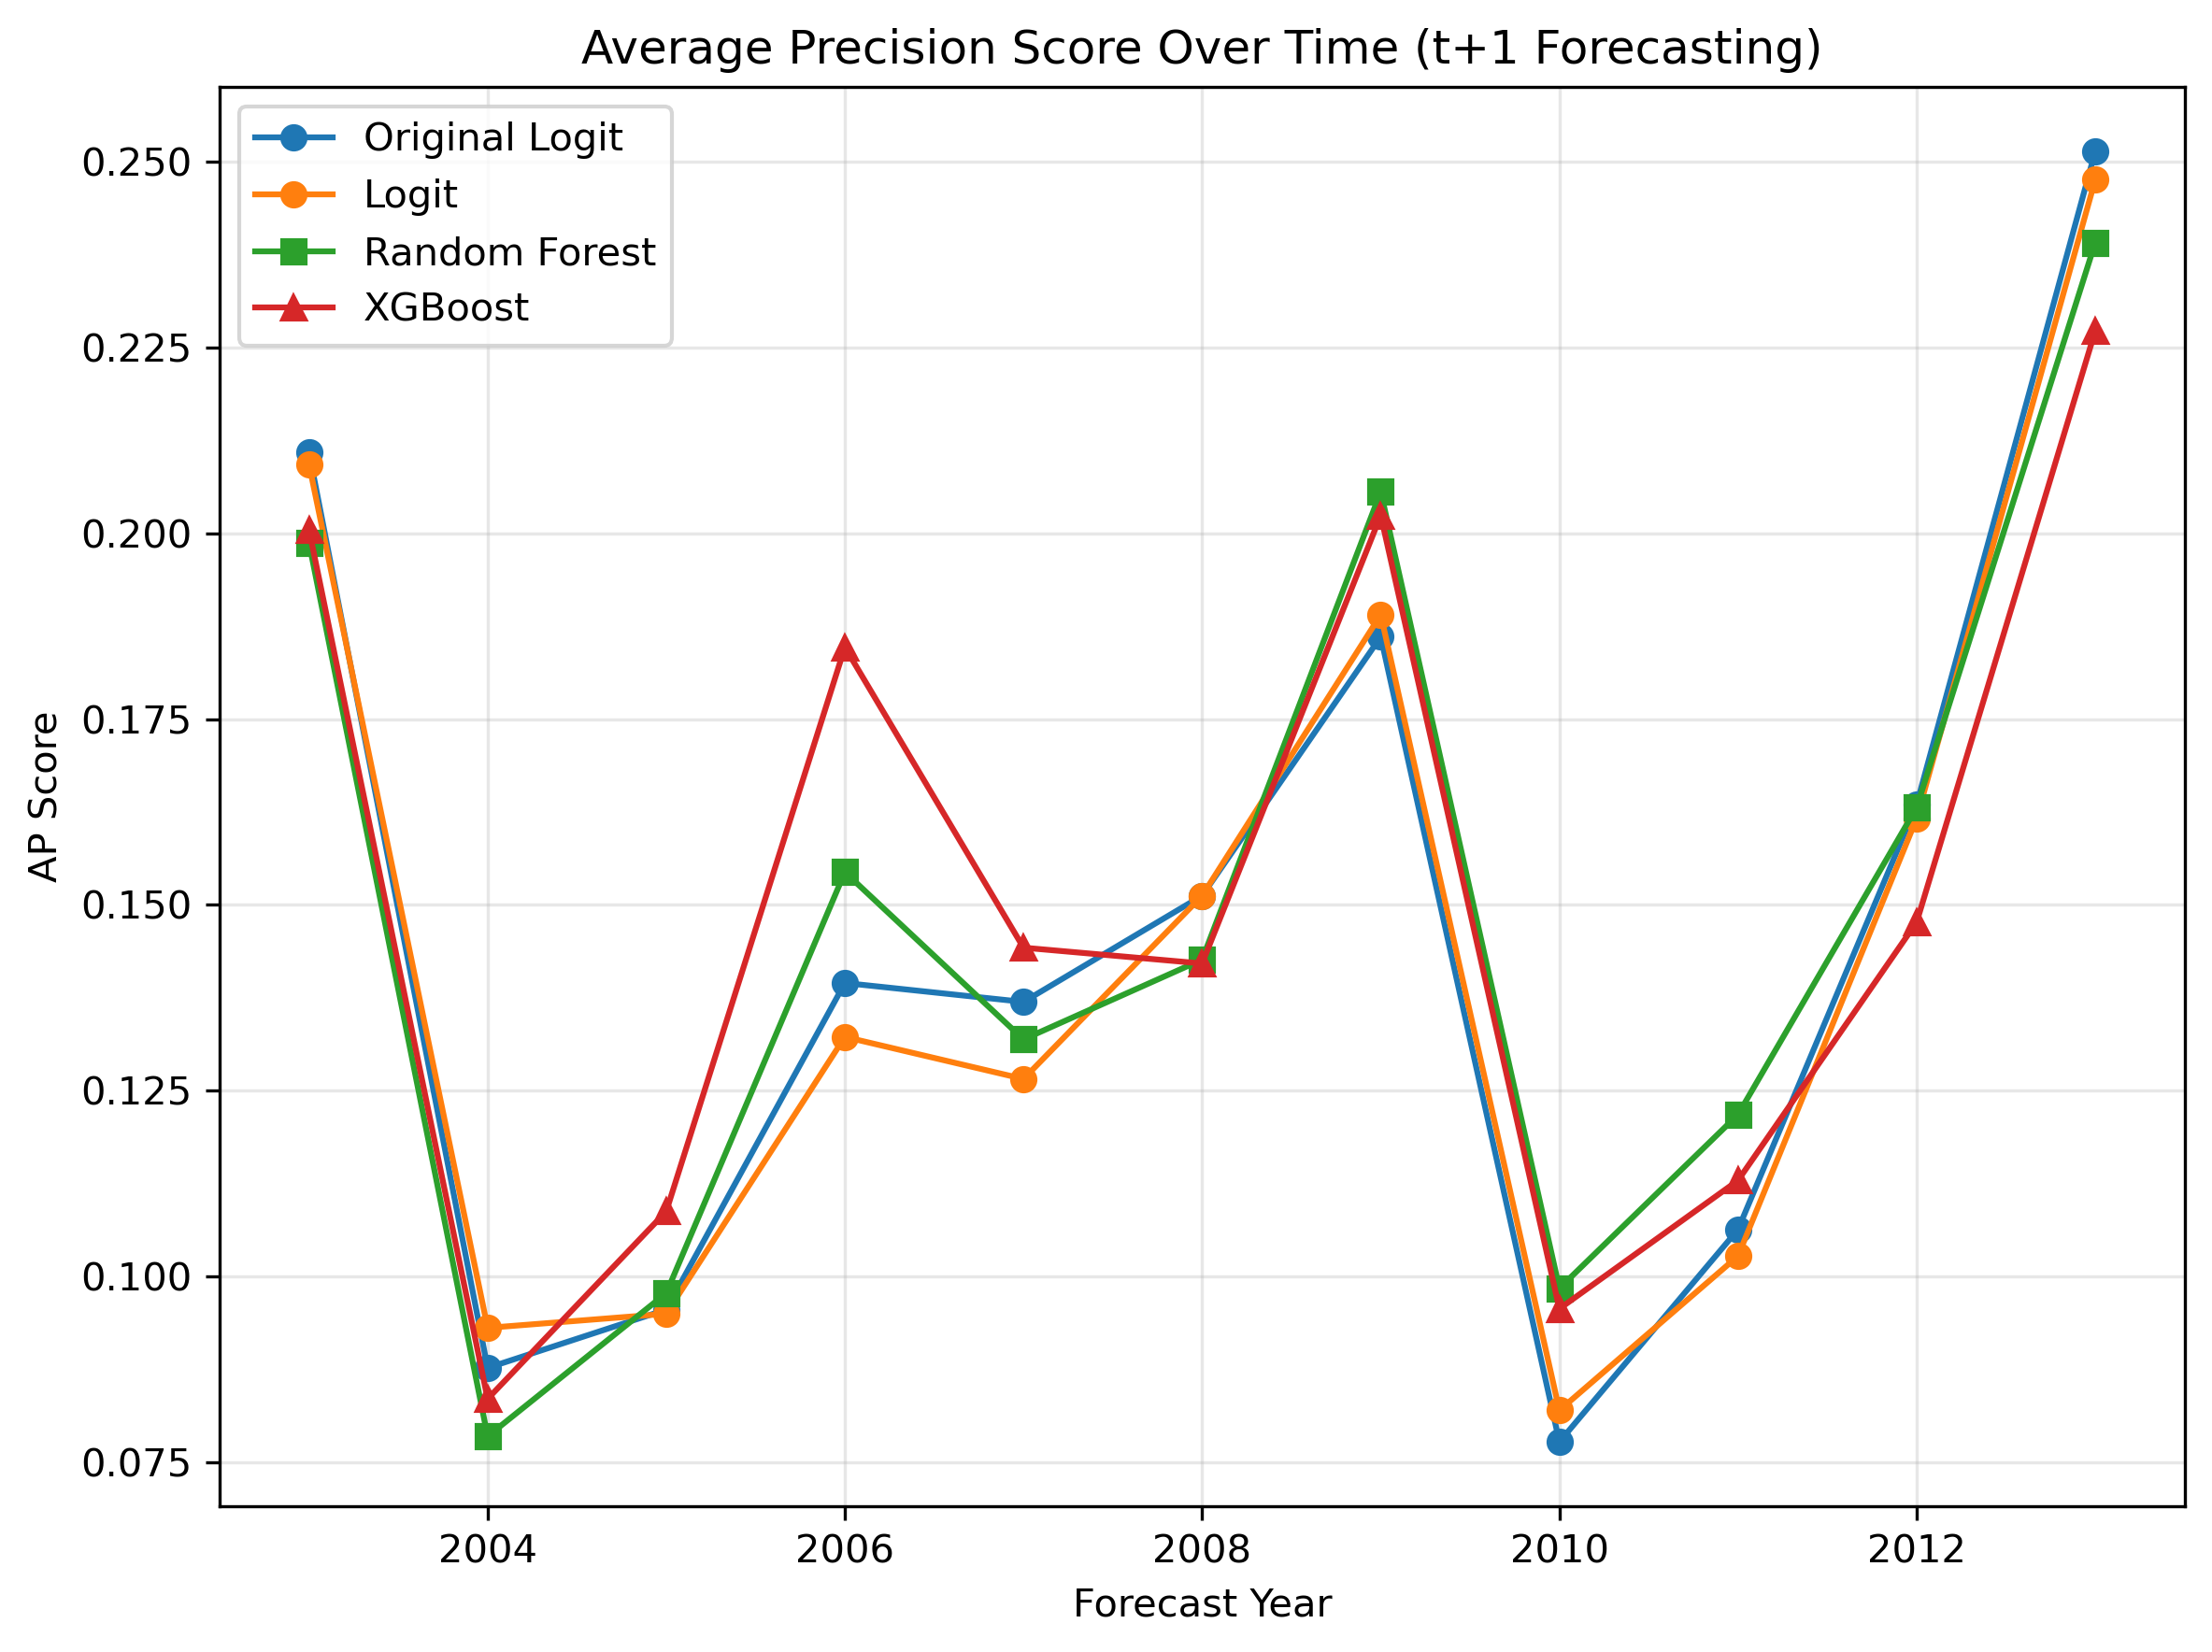 Average Precision Score Over Time (t+1 Forecasting)
Original Logit
Logit
Random Forest
XGBoost
0.250
0.225
0.200
0.175
0.150
0.125
0.100
0.075
AP Score
2004 2006 2008 2010 2012
Forecast Year